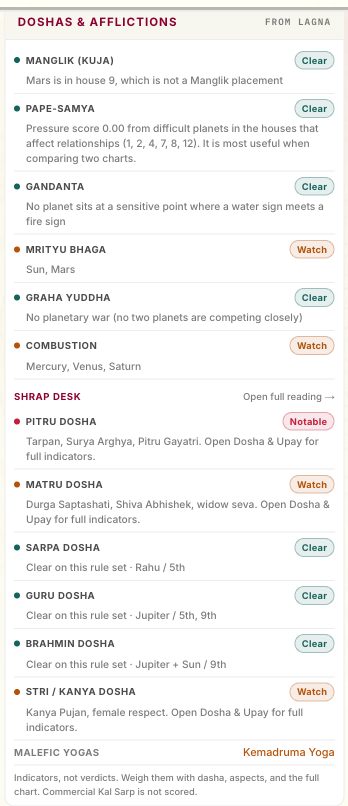 DOSHAS & AFFLICTIONS FROM LAGNA
MANGLIK (KUJA) Clear
Mars is in house 9, which is not a Manglik placement
PAPE-SAMYA Clear
Pressure score 0.00 from difficult planets in the houses that
affect relationships (1, 2, 4, 7, 8, 12). It is most useful when
comparing two charts.
GANDANTA Clear
No planet sits at a sensitive point where a water sign meets a
fire sign
MRITYU BHAGA Watch
Sun, Mars
GRAHA YUDDHA Clear
No planetary war (no two planets are competing closely)
COMBUSTION Watch
Mercury, Venus, Saturn
SHRAP DESK Open full reading →
PITRU DOSHA Notable
Tarpan, Surya Arghya, Pitru Gayatri. Open Dosha & Upay for
full indicators.
MATRU DOSHA Watch
Durga Saptashati, Shiva Abhishek, widow seva. Open Dosha &
Upay for full indicators.
SARPA DOSHA Clear
Clear on this rule set · Rahu / 5th
GURU DOSHA Clear
Clear on this rule set · Jupiter / 5th, 9th
BRAHMIN DOSHA Clear
Clear on this rule set · Jupiter + Sun / 9th
STRI / KANYA DOSHA Watch
Kanya Pujan, female respect. Open Dosha & Upay for full
indicators.
MALEFIC YOGAS Kemadruma Yoga
Indicators, not verdicts. Weigh them with dasha, aspects, and the full
chart. Commercial Kal Sarp is not scored.